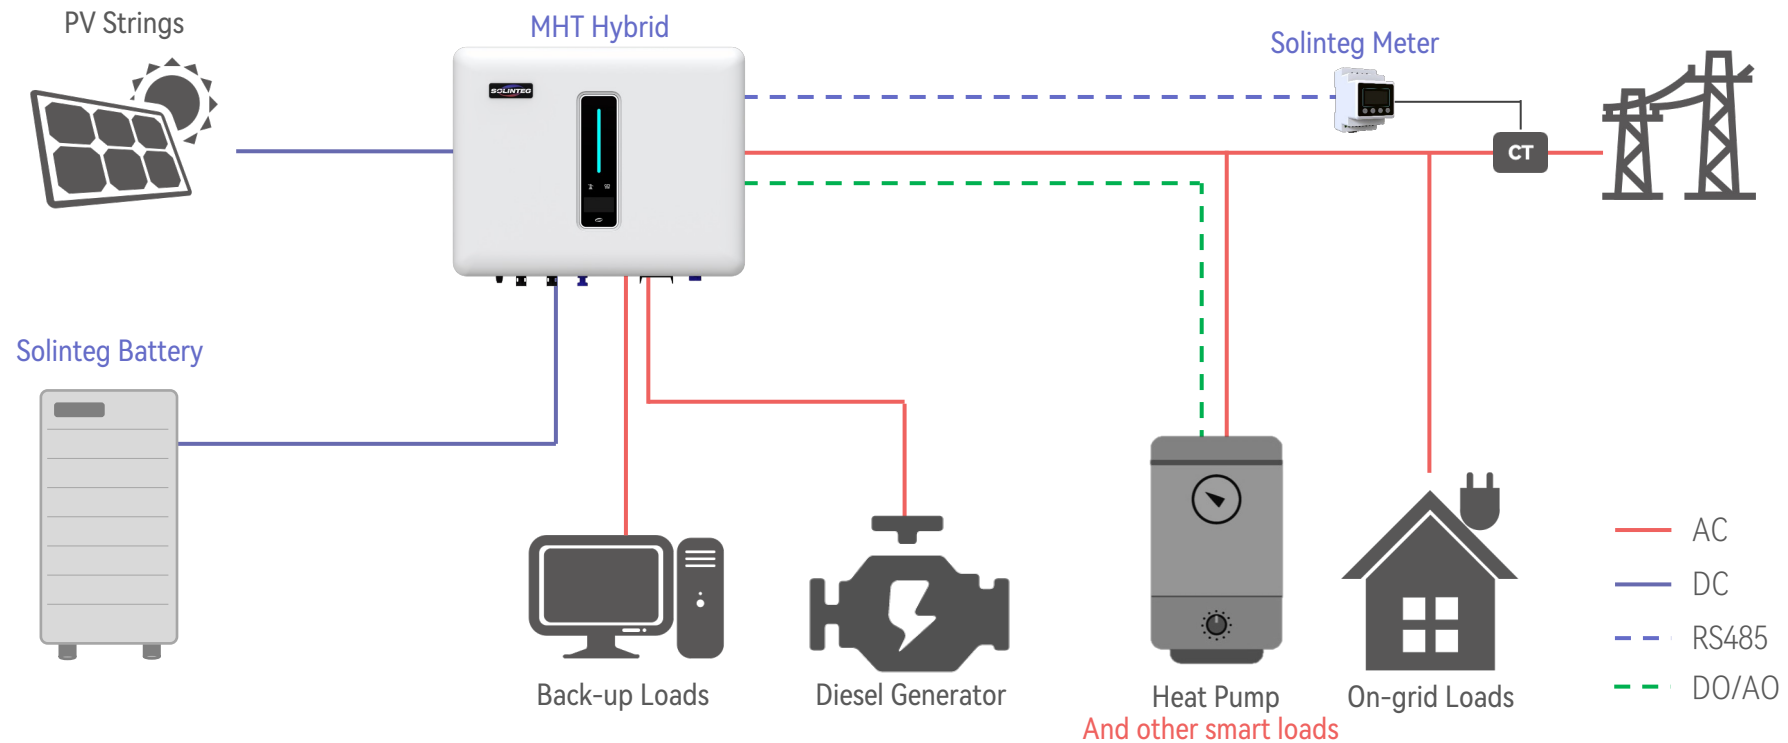 PV Strings
MHT Hybrid
Solinteg Meter
SOLINTEG
CT
Solinteg Battery
AC
DC
RS485
DO/AO
Back-up Loads
Diesel Generator
Heat Pump
And other smart loads
On-grid Loads